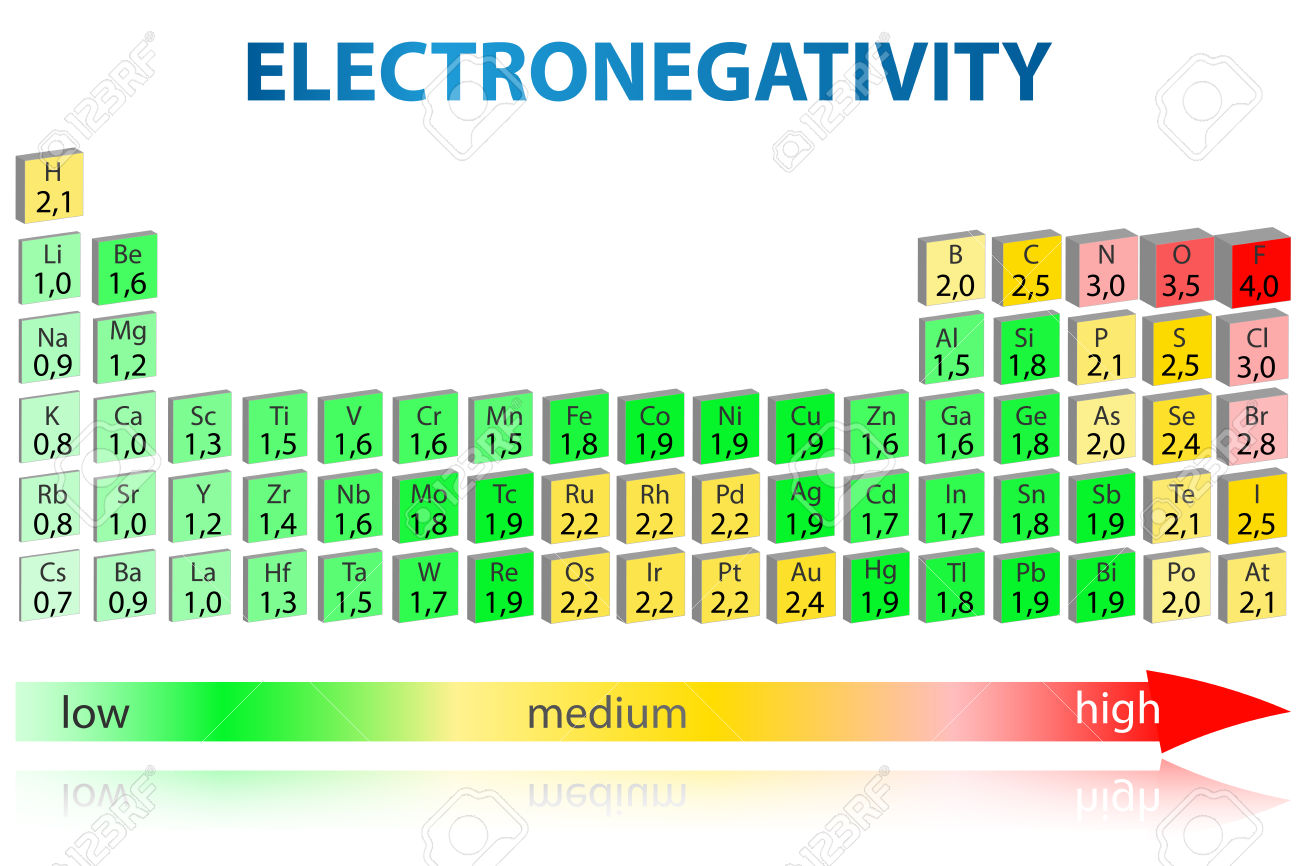 ELECTRONEGATIVITY
H
2,1
Li Be B C N O F
1,0 1,6 2,0 2,5 3,0 3,5 4,0
Na Mg Al Si P S Cl
0,9 1,2 1,5 1,8 2,1 2,5 3,0
K Ca Sc Ti V Cr Mn Fe Co Ni Cu Zn Ga Ge As Se Br
0,8 1,0 1,3 1,5 1,6 1,6 1,5 1,8 1,9 1,9 1,9 1,6 1,6 1,8 2,0 2,4 2,8
Rb Sr Y Zr Nb Mo Tc Ru Rh Pd Ag Cd In Sn Sb Te I
0,8 1,0 1,2 1,4 1,6 1,8 1,9 2,2 2,2 2,2 1,9 1,7 1,7 1,8 1,9 2,1 2,5
Cs Ba La Hf Ta W Re Os Ir Pt Au Hg Tl Pb Bi Po At
0,7 0,9 1,0 1,3 1,5 1,7 1,9 2,2 2,2 2,2 2,4 1,9 1,8 1,9 1,9 2,0 2,1
low medium high
123RF